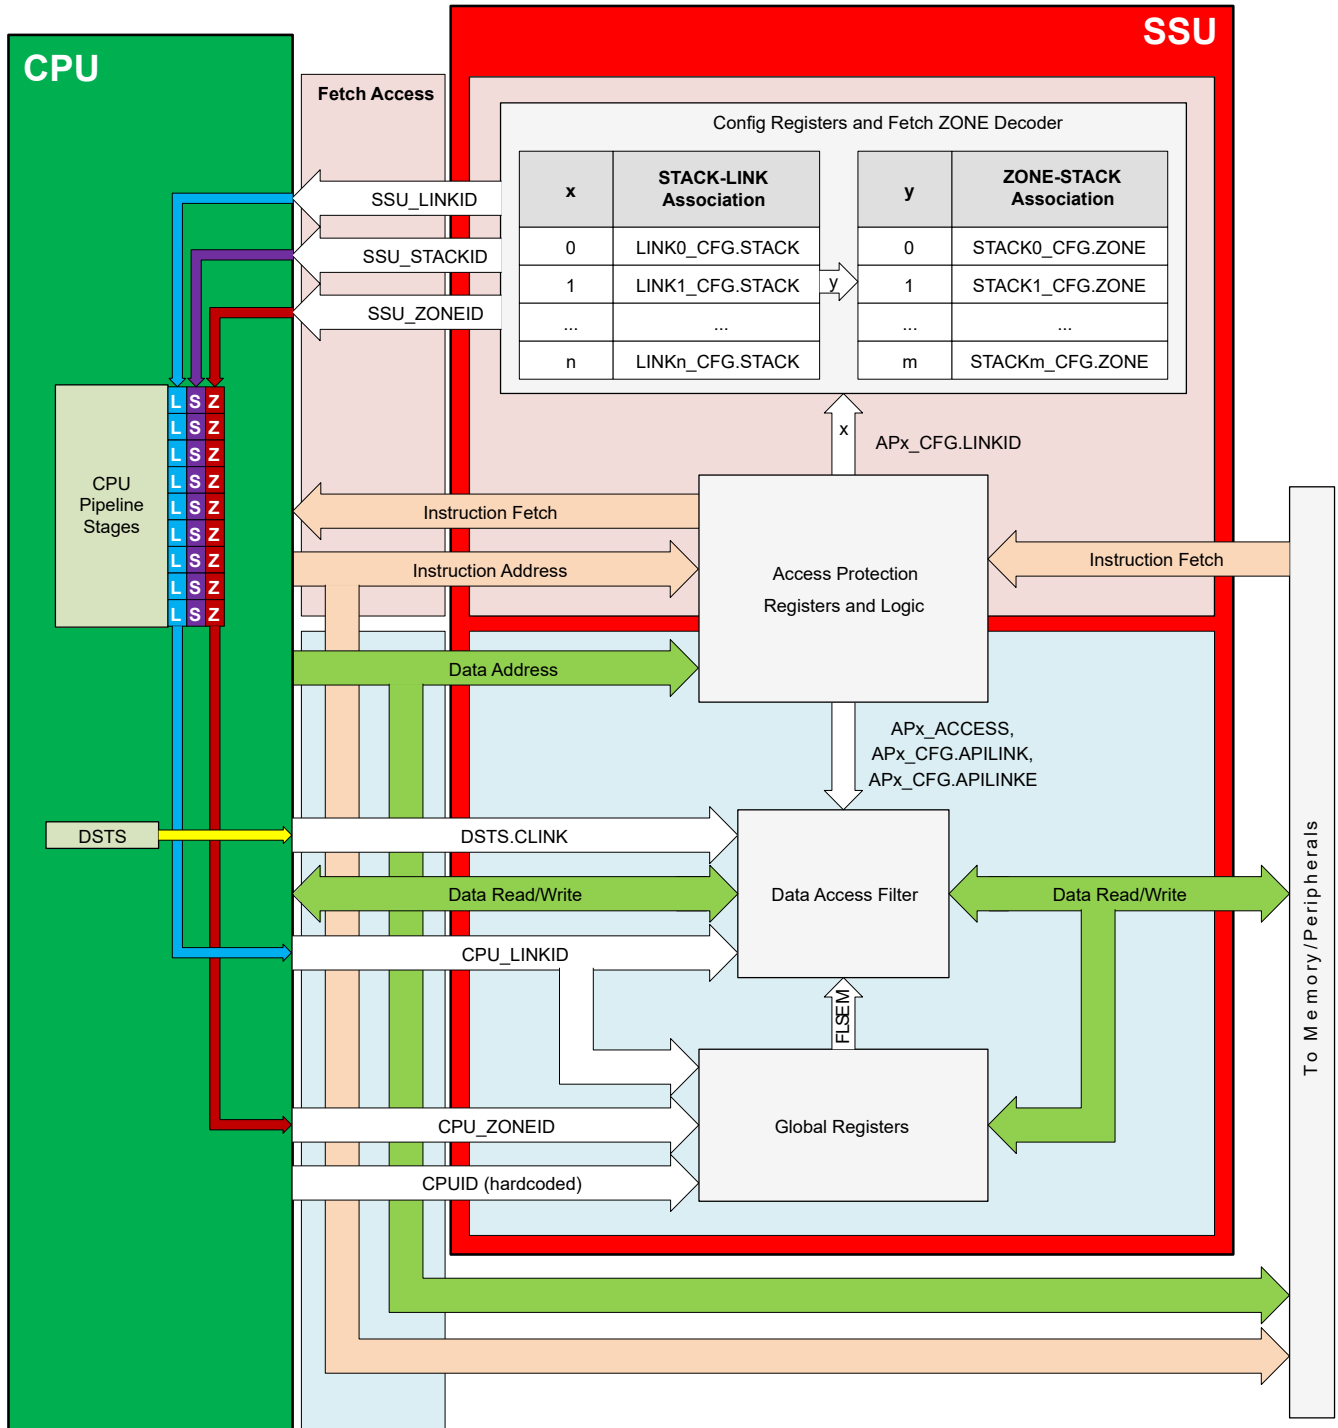 SSU
CPU
Fetch Access
Config Registers and Fetch ZONE Decoder
x
STACK-LINK
Association
y
ZONE-STACK
Association
0
LINK0_CFG.STACK
0
STACK0_CFG.ZONE
1
LINK1_CFG.STACK
y
1
STACK1_CFG.ZONE
...
...
...
...
n
LINKn_CFG.STACK
m
STACKm_CFG.ZONE
SSU_LINKID
SSU_STACKID
SSU_ZONEID
L S Z
L S Z
L S Z
L S Z
L S Z
L S Z
L S Z
L S Z
L S Z
CPU
Pipeline
Stages
x
APx_CFG.LINKID
Instruction Fetch
Instruction Address
Access Protection
Registers and Logic
Instruction Fetch
Data Address
APx_ACCESS,
APx_CFG.APILINK,
APx_CFG.APILINKE
DSTS
DSTS.CLINK
Data Read/Write
Data Access Filter
Data Read/Write
CPU_LINKID
FLSEM
CPU_ZONEID
Global Registers
CPUID (hardcoded)
To Memory/Peripherals